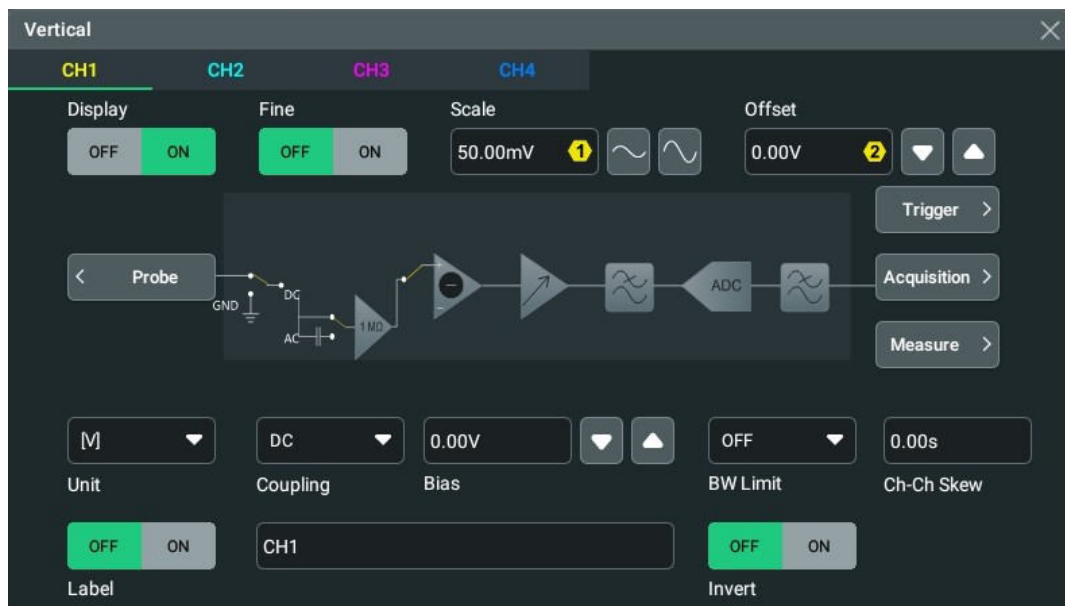 Vertical
CH1 CH2 CH3 CH4
Display Fine Scale Offset
OFF ON OFF ON 50.00mV 1 0.00V 2
Trigger >
< Probe GND DC AC 1 MΩ ADC Acquisition >
Measure >
[V] DC 0.00V OFF 0.00s
Unit Coupling Bias BW Limit Ch-Ch Skew
OFF ON CH1 OFF ON
Label Invert